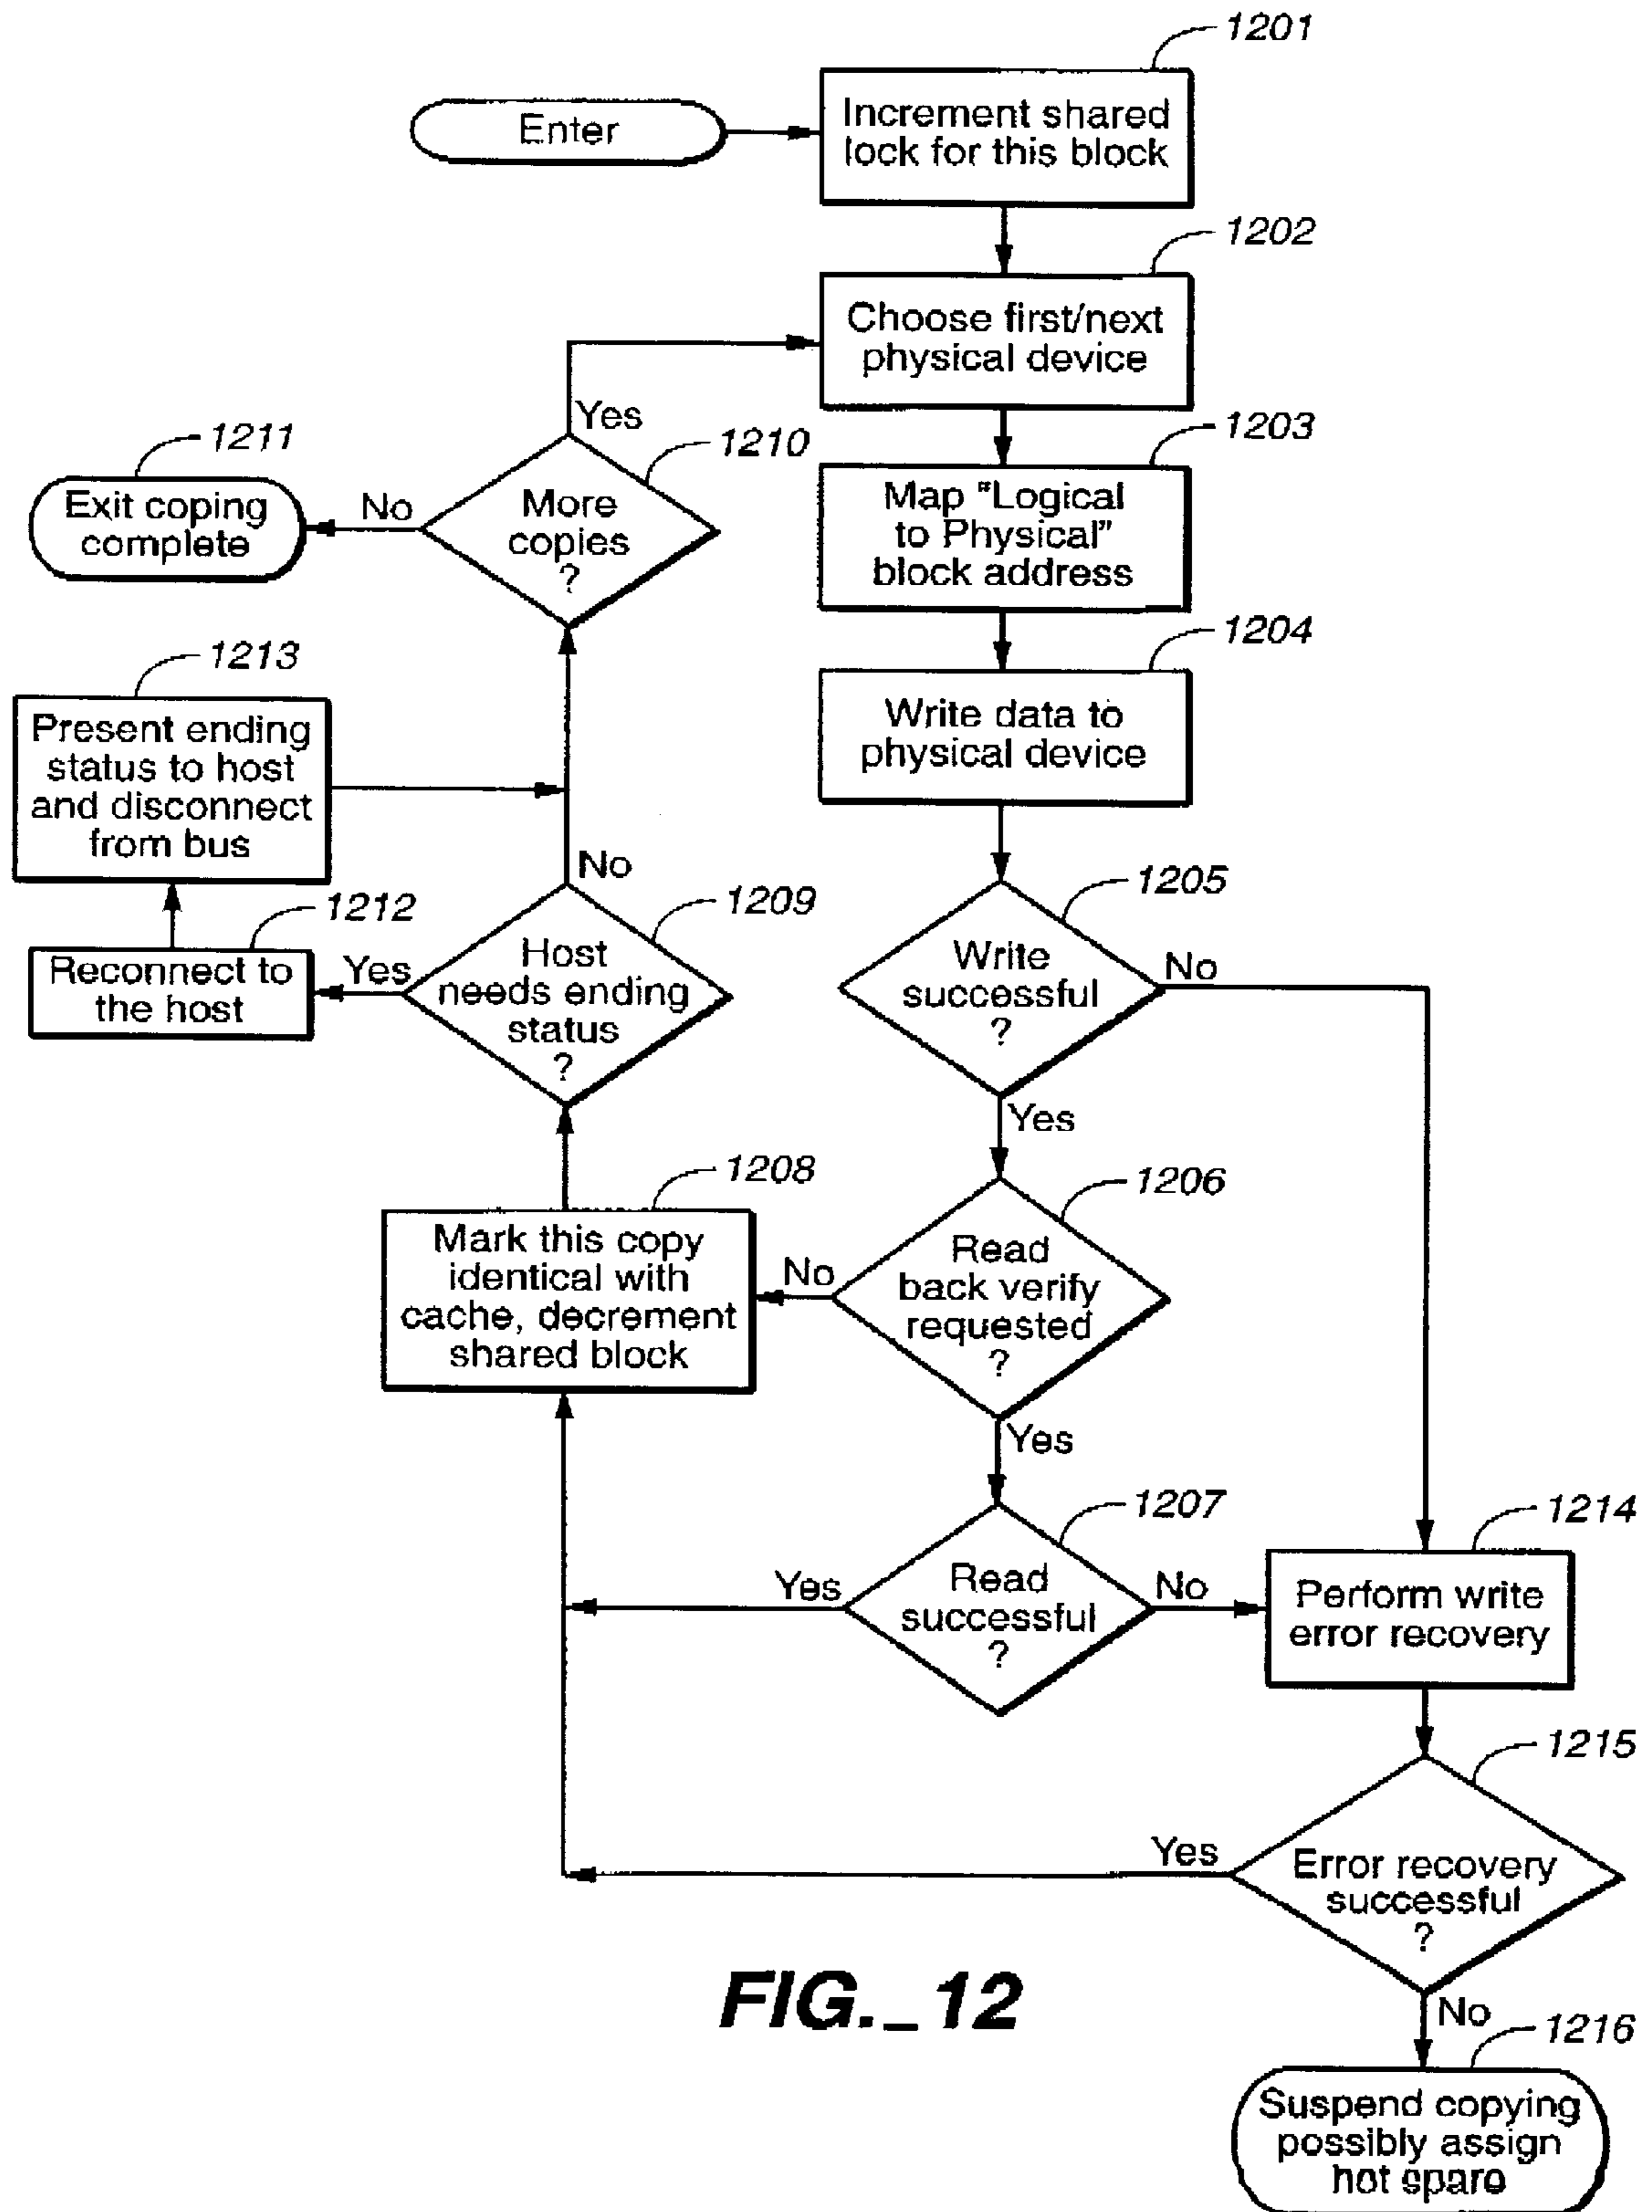 1201
Enter
Increment shared
lock for this block
1202
Choose first/next
physical device
Yes
1211
1210
1203
Exit coping
complete
No
More
copies
?
Map "Logical
to Physical"
block address
1213
1204
Present ending
status to host
and disconnect
from bus
Write data to
physical device
No
1212
1209
1205
Reconnect to
the host
Yes
Host
needs ending
status
?
Write
successful
?
No
Yes
1208
1206
Mark this copy
identical with
cache, decrement
shared block
No
Read
back verify
requested
?
Yes
1207
1214
Yes
Read
successful
?
No
Perform write
error recovery
1215
Yes
Error recovery
successful
?
FIG._12
No
1216
Suspend copying
possibly assign
hot spare